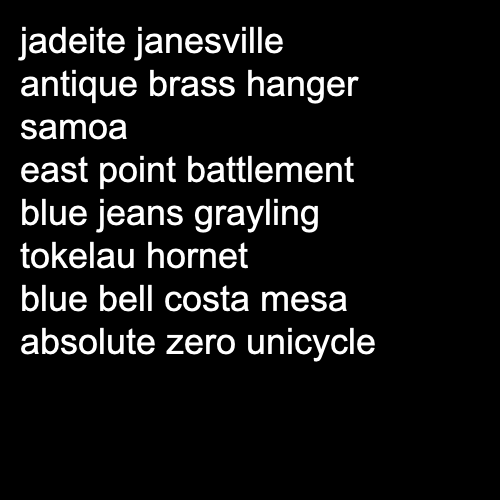 jadeite janesville
antique brass hanger
samoa
east point battlement
blue jeans grayling
tokelau hornet
blue bell costa mesa
absolute zero unicycle